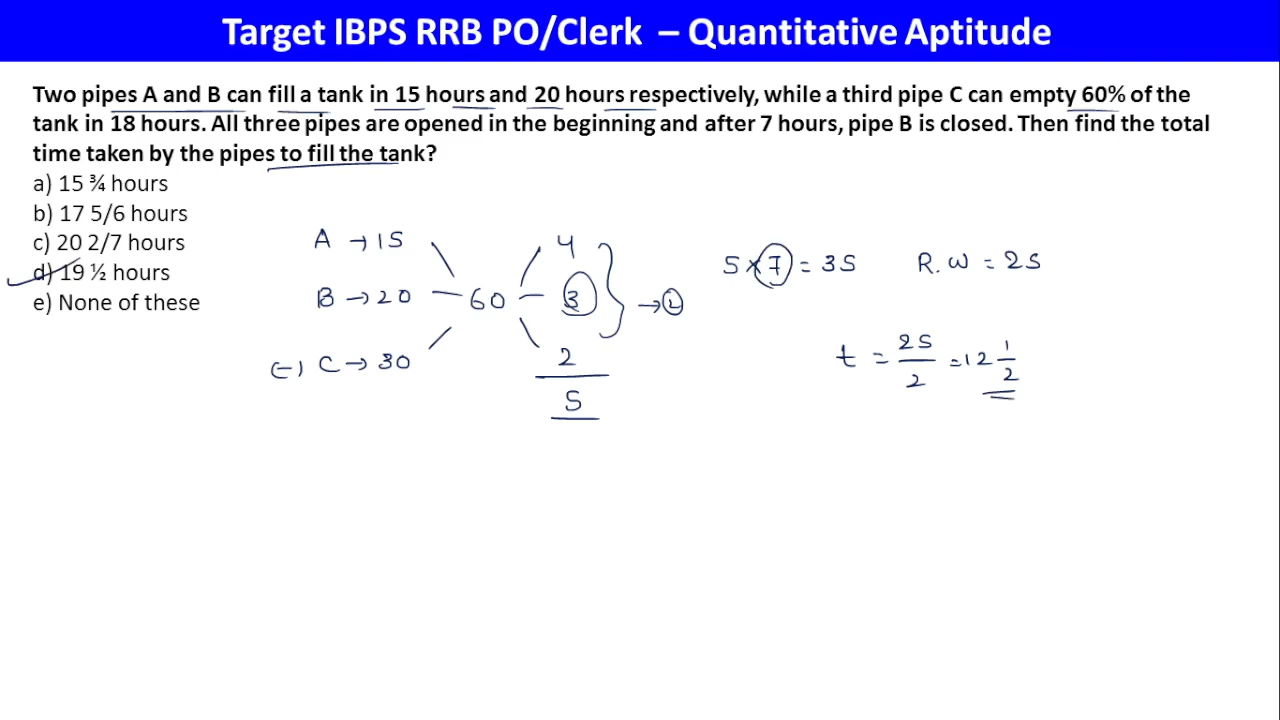 Target IBPS RRB PO/Clerk – Quantitative Aptitude
Two pipes A and B can fill a tank in 15 hours and 20 hours respectively, while a third pipe C can empty 60% of the
tank in 18 hours. All three pipes are opened in the beginning and after 7 hours, pipe B is closed. Then find the total
time taken by the pipes to fill the tank?
a) 15 ¾ hours
b) 17 5/6 hours
c) 20 2/7 hours
d) 19 ½ hours
e) None of these
A → 15
B → 20
(-) C → 30
60
4
3
2
5
→ 2
5 × 7 = 35
R.W = 25
t = 25/2 = 12 1/2